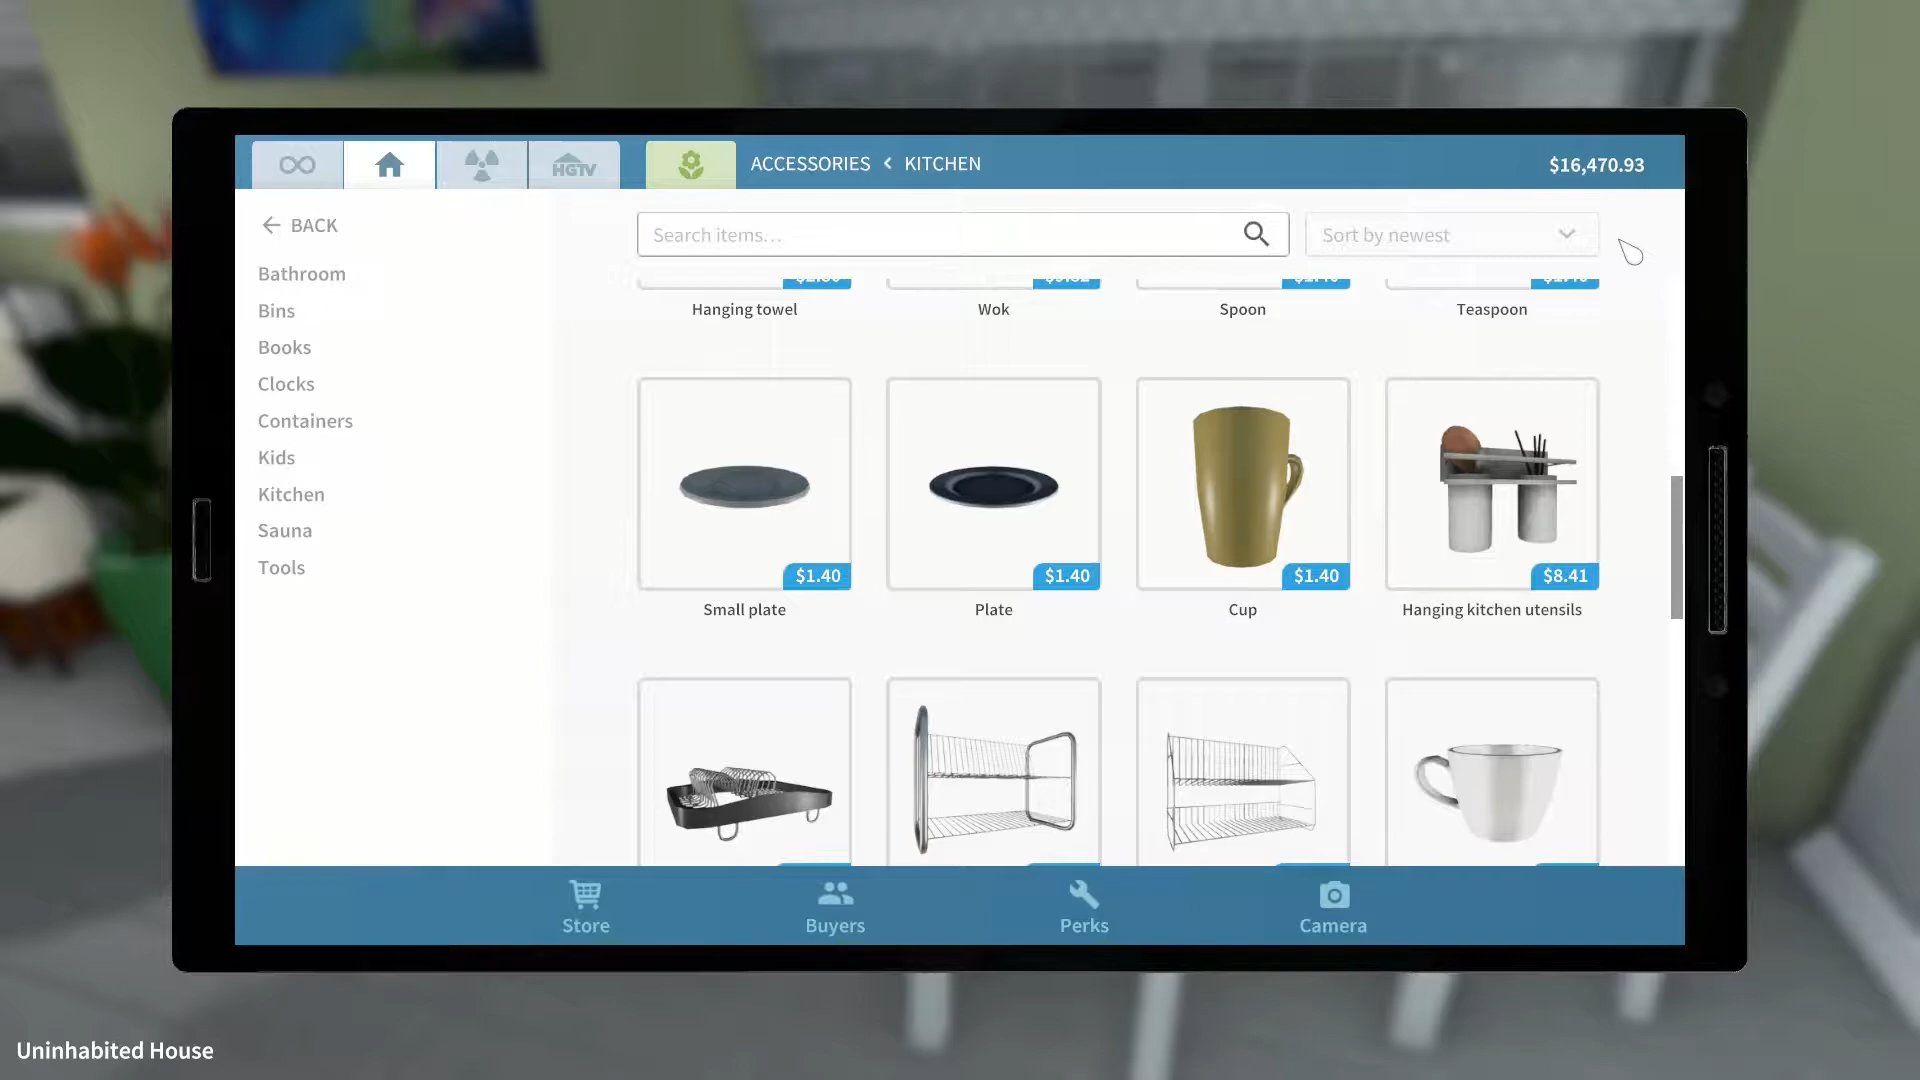 HGTV
ACCESSORIES < KITCHEN
$16,470.93
BACK
Search items...
Sort by newest
Bathroom
Bins
Books
Clocks
Containers
Kids
Kitchen
Sauna
Tools
Hanging towel
Wok
Spoon
Teaspoon
$1.40
$1.40
$1.40
$8.41
Small plate
Plate
Cup
Hanging kitchen utensils
Store
Buyers
Perks
Camera
Uninhabited House